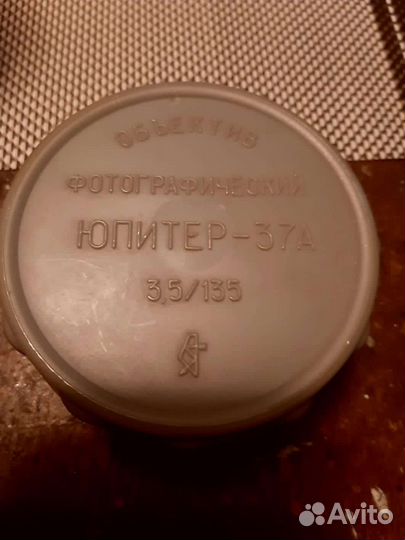 ОБЪЕКТИВ
ФОТОГРАФИЧЕСКИЙ
ЮПИТЕР-37А
3,5/135
Avito